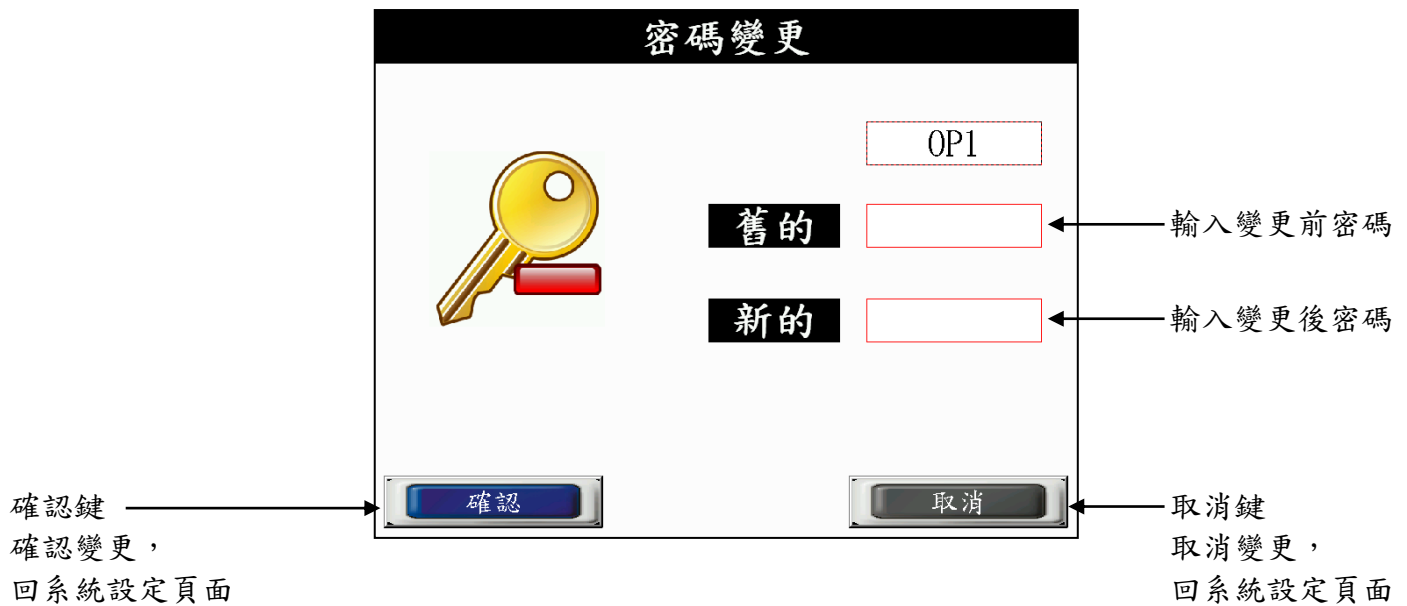 密碼變更
OP1
舊的
輸入變更前密碼
新的
輸入變更後密碼
確認
取消
確認鍵
確認變更，
回系統設定頁面
取消鍵
取消變更，
回系統設定頁面